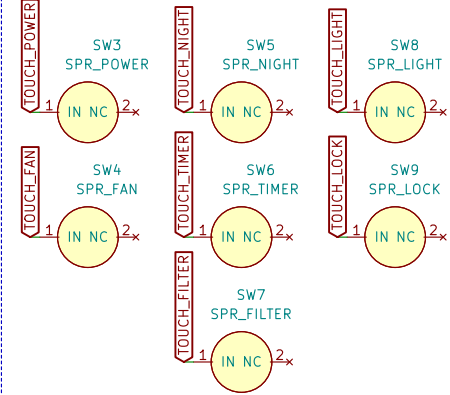 TOUCH_POWER
SW3
SPR_POWER
1 IN NC 2
TOUCH_NIGHT
SW5
SPR_NIGHT
1 IN NC 2
TOUCH_LIGHT
SW8
SPR_LIGHT
1 IN NC 2
TOUCH_FAN
SW4
SPR_FAN
1 IN NC 2
TOUCH_TIMER
SW6
SPR_TIMER
1 IN NC 2
TOUCH_LOCK
SW9
SPR_LOCK
1 IN NC 2
TOUCH_FILTER
SW7
SPR_FILTER
1 IN NC 2